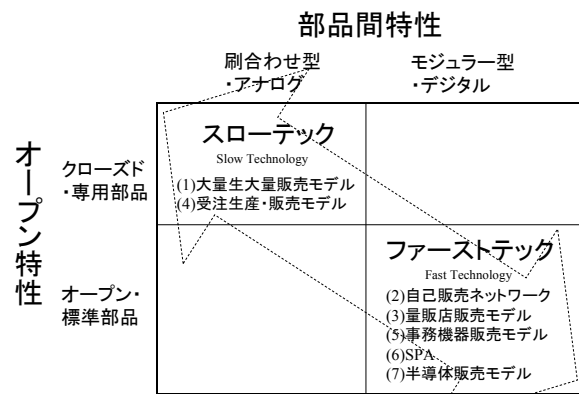 部品間特性
刷合わせ型
・アナログ
モジュラー型
・デジタル
オープン特性
クローズド
・専用部品
スローテック
Slow Technology
(1)大量生大量販売モデル
(4)受注生産・販売モデル
オープン・
標準部品
ファーストテック
Fast Technology
(2)自己販売ネットワーク
(3)量販店販売モデル
(5)事務機器販売モデル
(6)SPA
(7)半導体販売モデル